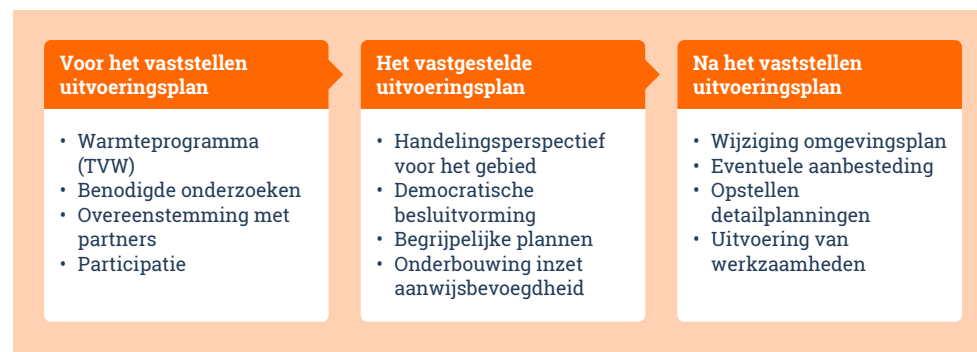 Voor het vaststellen
uitvoeringsplan
• Warmteprogramma
(TVW)
• Benodigde onderzoeken
• Overeenstemming met
partners
• Participatie
Het vastgestelde
uitvoeringsplan
• Handelingsperspectief
voor het gebied
• Democratische
besluitvorming
• Begrijpelijke plannen
• Onderbouwing inzet
aanwijsbevoegdheid
Na het vaststellen
uitvoeringsplan
• Wijziging omgevingsplan
• Eventuele aanbesteding
• Opstellen
detailplanningen
• Uitvoering van
werkzaamheden